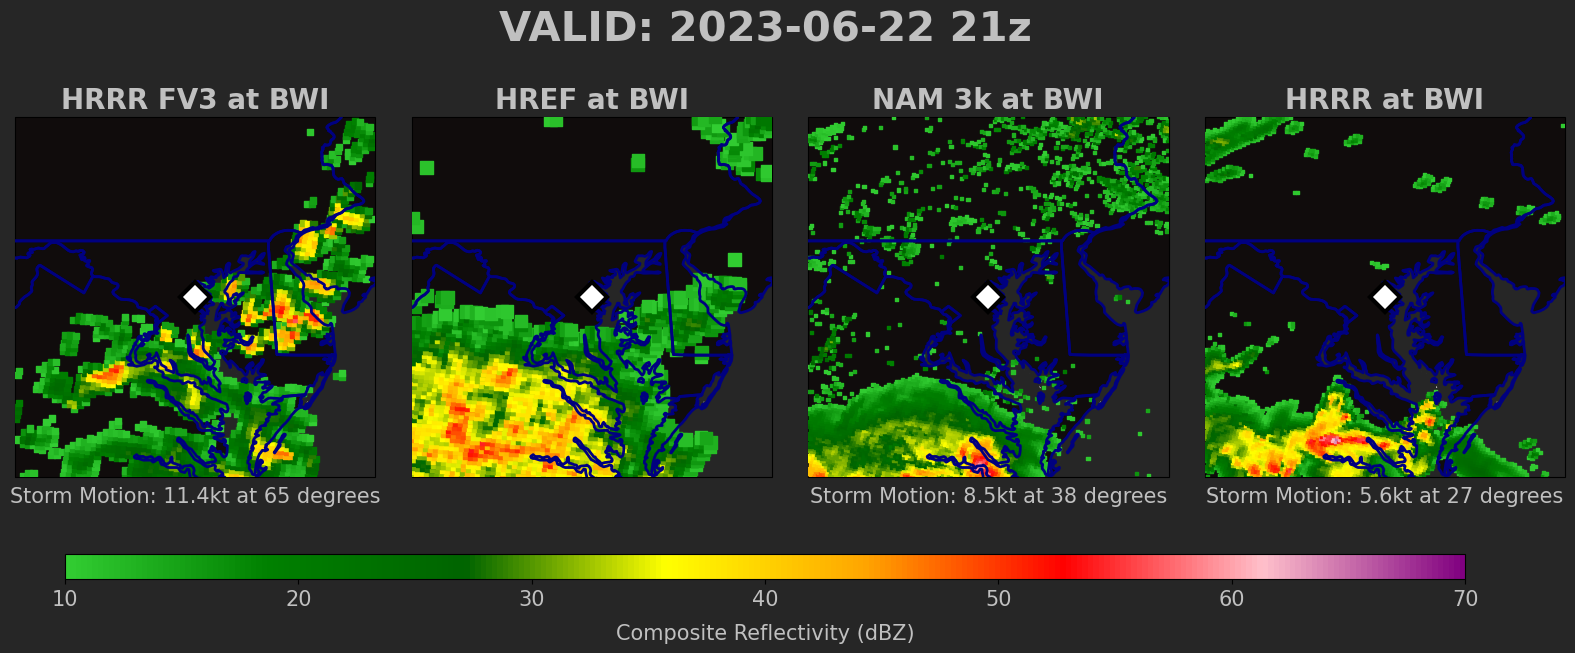 VALID: 2023-06-22 21z
HRRR FV3 at BWI
HREF at BWI
NAM 3k at BWI
HRRR at BWI
Storm Motion: 11.4kt at 65 degrees
Storm Motion: 8.5kt at 38 degrees
Storm Motion: 5.6kt at 27 degrees
10 20 30 40 50 60 70
Composite Reflectivity (dBZ)